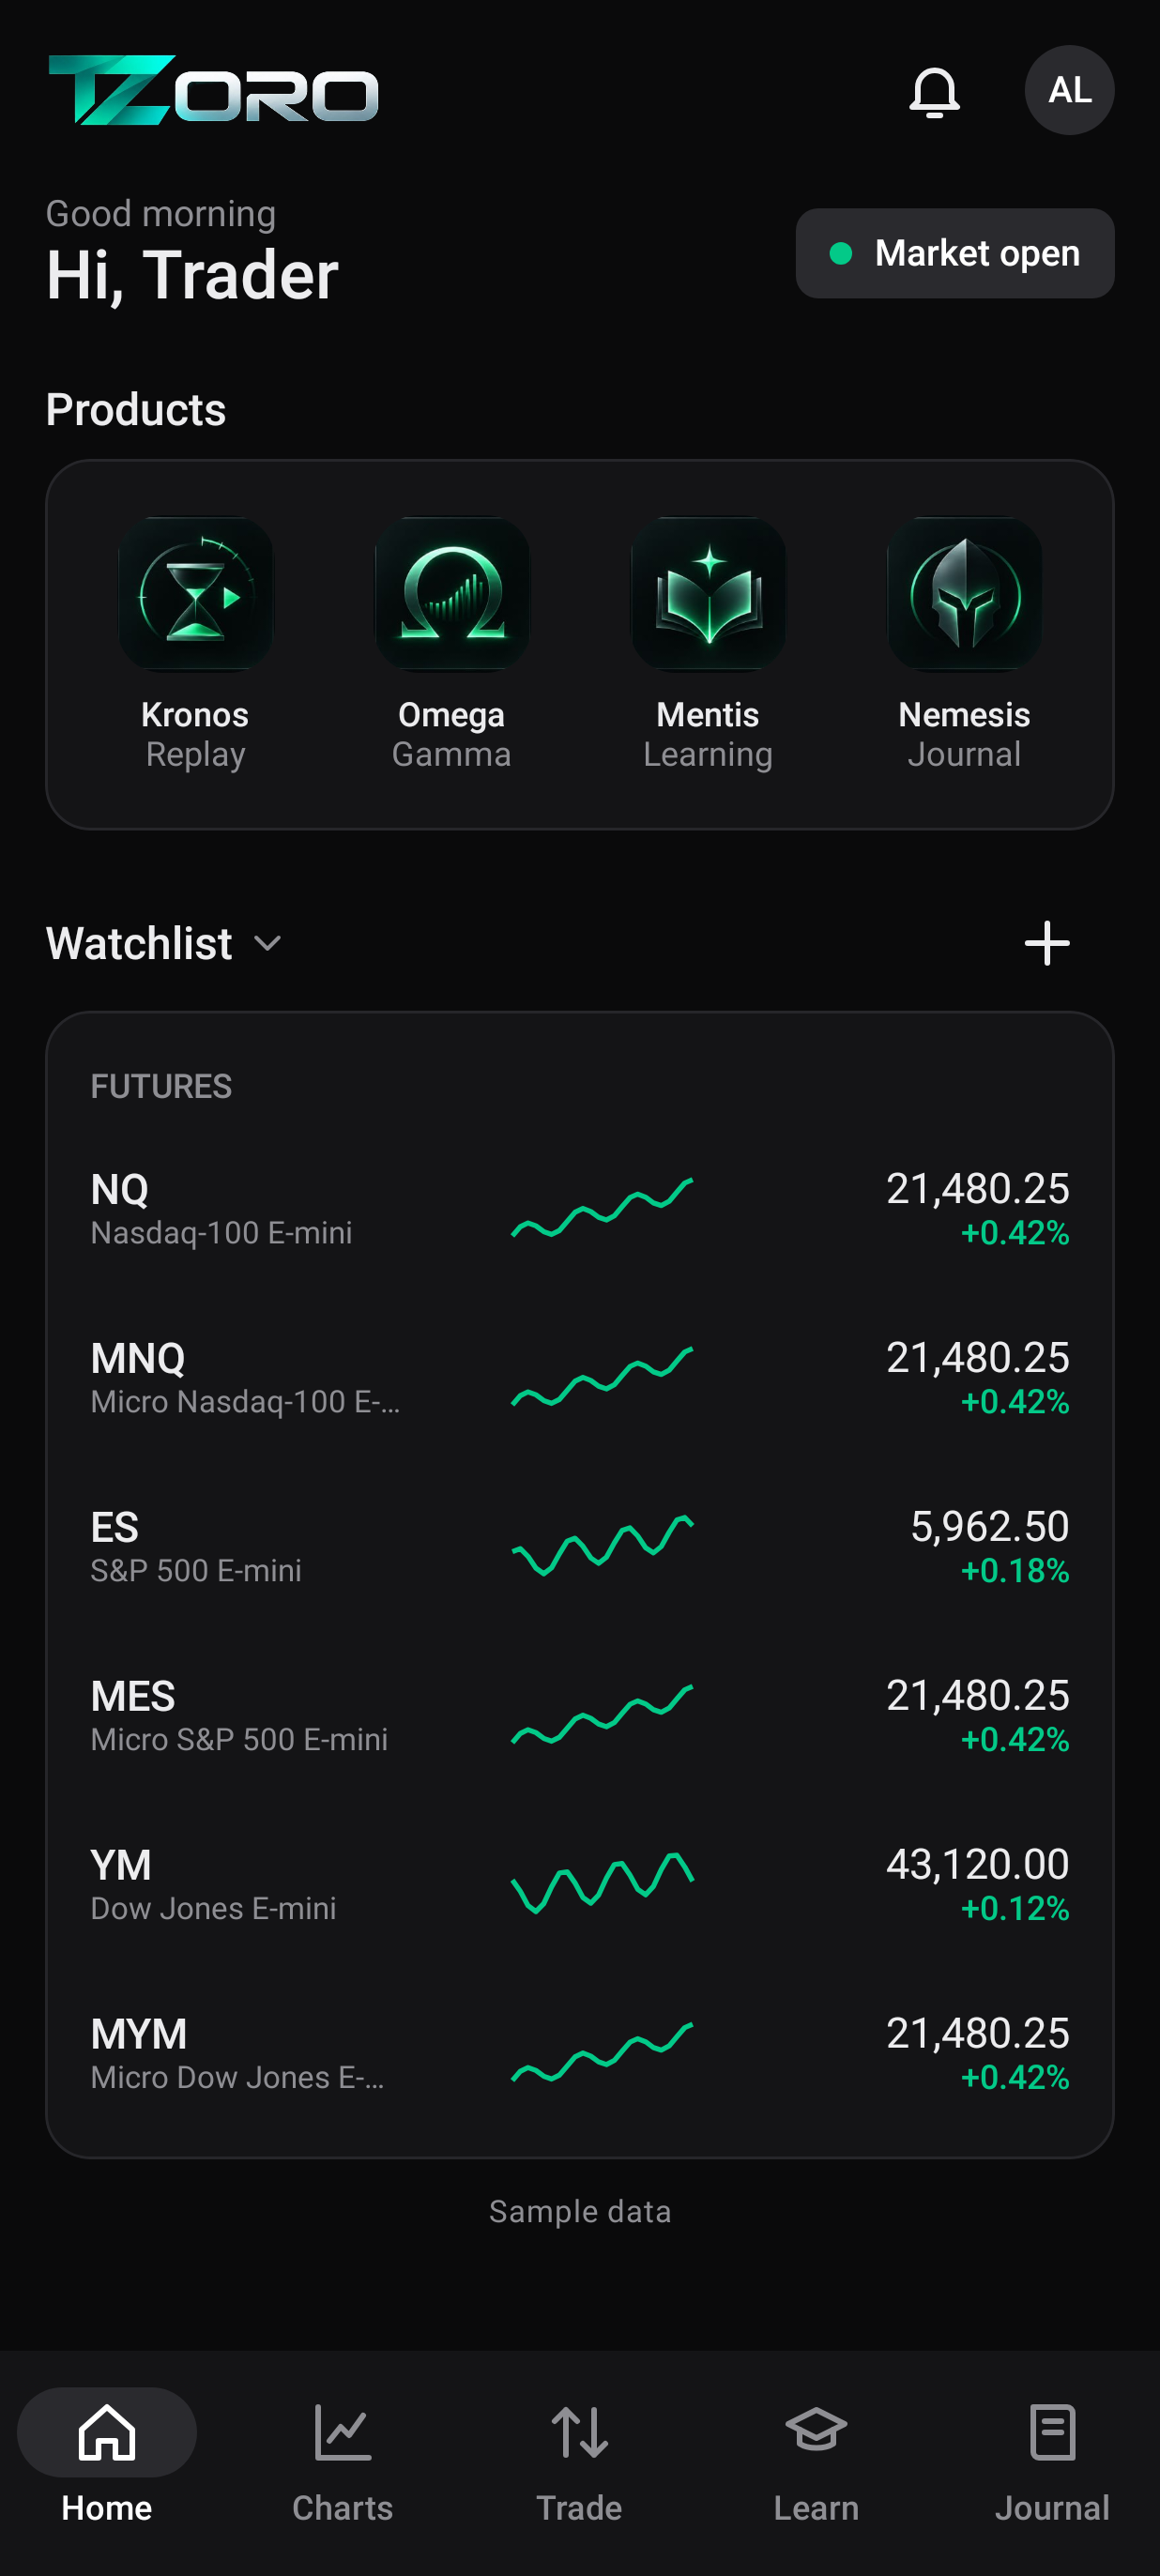 TZORO
AL
Good morning
Hi, Trader
Market open
Products
Kronos
Replay
Omega
Gamma
Mentis
Learning
Nemesis
Journal
Watchlist
FUTURES
NQ
21,480.25
Nasdaq-100 E-mini
+0.42%
MNQ
21,480.25
Micro Nasdaq-100 E-...
+0.42%
ES
5,962.50
S&P 500 E-mini
+0.18%
MES
21,480.25
Micro S&P 500 E-mini
+0.42%
YM
43,120.00
Dow Jones E-mini
+0.12%
MYM
21,480.25
Micro Dow Jones E-...
+0.42%
Sample data
Home
Charts
Trade
Learn
Journal